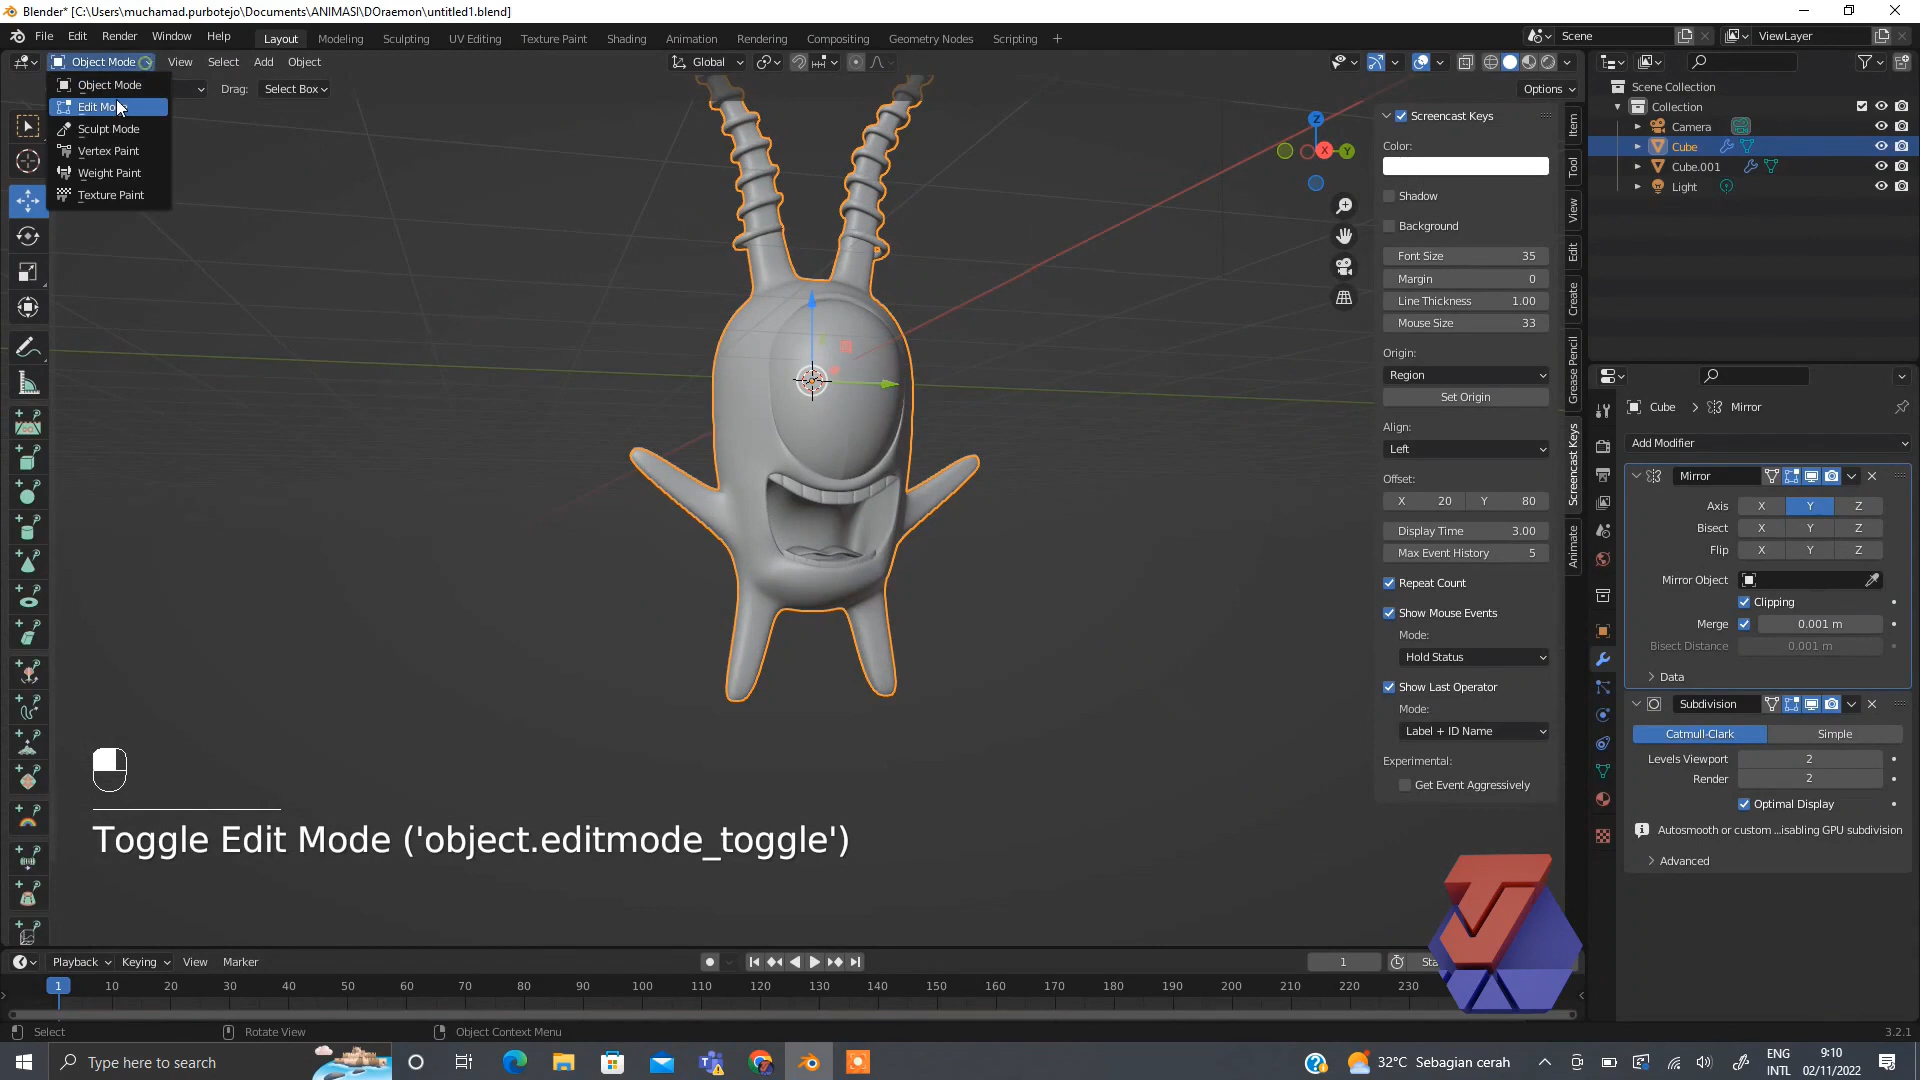 Blender* [C:\Users\muchamad.purbotejo\Documents\ANIMASI\DOraemon\untitled1.blend]
File Edit Render Window Help Layout Modeling Sculpting UV Editing Texture Paint Shading Animation Rendering Compositing Geometry Nodes Scripting Scene ViewLayer
Object Mode View Select Add Object Global
Drag: Select Box Options
Object Mode
Edit Mo
Sculpt Mode
Vertex Paint
Weight Paint
Texture Paint
Z
X
Y
Screencast Keys
Color:
Shadow
Background
Font Size 35
Margin 0
Line Thickness 1.00
Mouse Size 33
Origin:
Region
Set Origin
Align:
Left
Offset:
X 20 Y 80
Display Time 3.00
Max Event History 5
Repeat Count
Show Mouse Events
Mode:
Hold Status
Show Last Operator
Mode:
Label + ID Name
Experimental:
Get Event Aggressively
Item
Tool
View
Edit
Create
Grease Pencil
Screencast Keys
Animate
Scene Collection
Collection
Camera
Cube
Cube.001
Light
Cube > Mirror
Add Modifier
Mirror
Axis X Y Z
Bisect X Y Z
Flip X Y Z
Mirror Object
Clipping
Merge 0.001 m
Bisect Distance 0.001 m
Data
Subdivision
Catmull-Clark Simple
Levels Viewport 2
Render 2
Optimal Display
Autosmooth or custom ...isabling GPU subdivision
Advanced
Toggle Edit Mode ('object.editmode_toggle')
Playback Keying View Marker 1 Sta
1 10 20 30 40 50 60 70 80 90 100 110 120 130 140 150 160 170 180 190 200 210 220 230
Select Rotate View Object Context Menu 3.2.1
Type here to search 32°C Sebagian cerah ENG INTL 9:10 02/11/2022